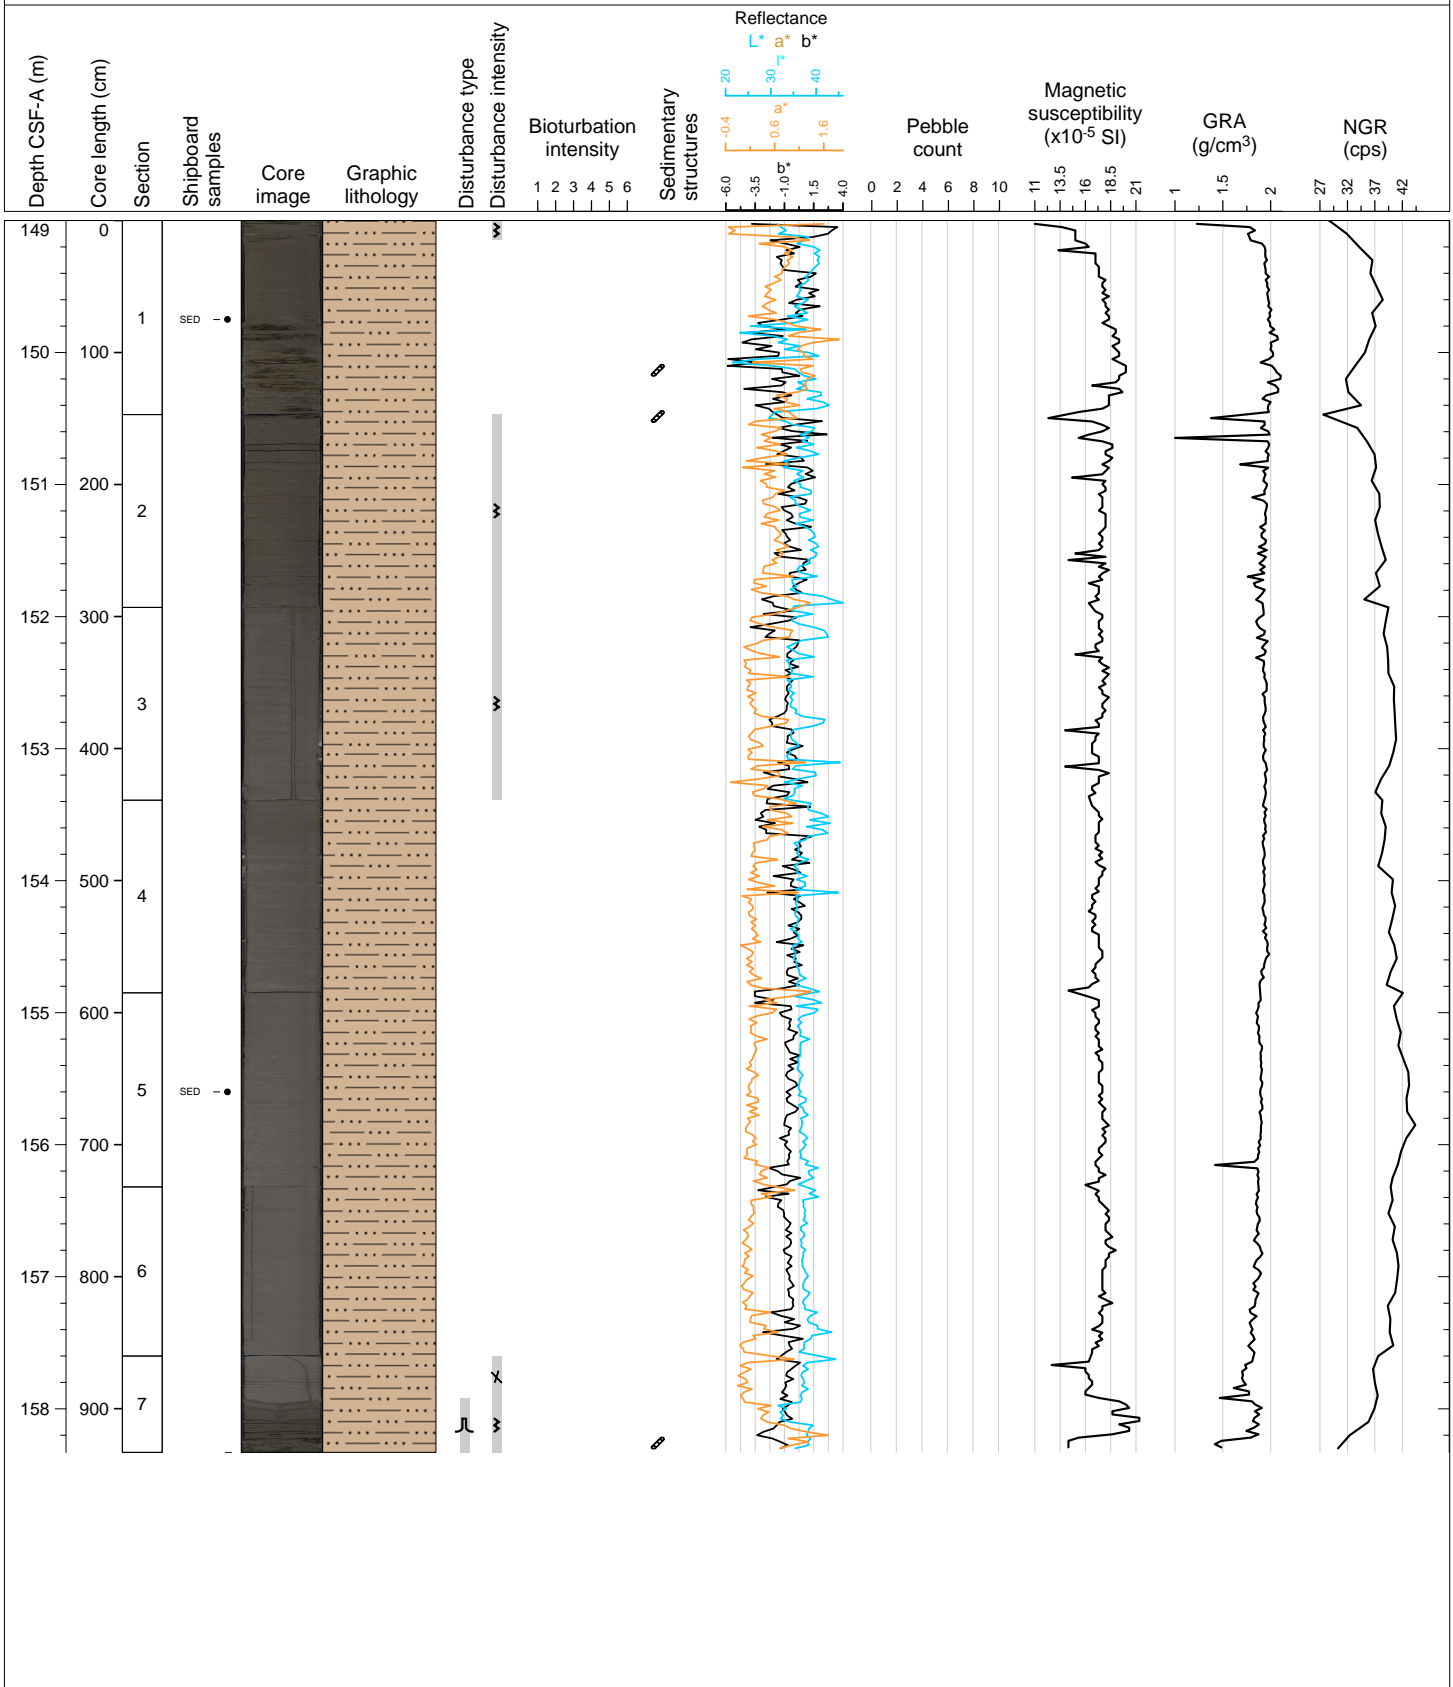 Depth CSF-A (m)
Core length (cm)
Section
Shipboard
samples
Core
image
Graphic
lithology
Disturbance type
Disturbance intensity
Bioturbation
intensity
1 2 3 4 5 6
Sedimentary
structures
Reflectance
L* a* b*
l*
20 30 40
a*
-0.4 0.6 1.6
b*
-6.0 -3.5 -1.0 1.5 4.0
Pebble
count
0 2 4 6 8 10
Magnetic
susceptibility
(x10-5 SI)
11 13.5 16 18.5 21
GRA
(g/cm3)
1 1.5 2
NGR
(cps)
27 32 37 42
149 0
1 SED
150 100
151 200
2
152 300
3
153 400
154 500
4
155 600
5 SED
156 700
157 800
6
158 900
7